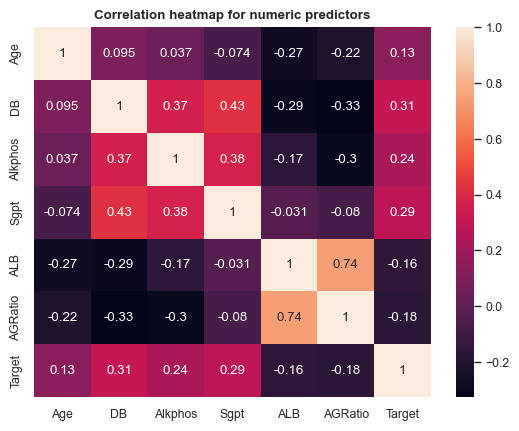 Correlation heatmap for numeric predictors
Age 1 0.095 0.037 -0.074 -0.27 -0.22 0.13
DB 0.095 1 0.37 0.43 -0.29 -0.33 0.31
Alkphos 0.037 0.37 1 0.38 -0.17 -0.3 0.24
Sgpt -0.074 0.43 0.38 1 -0.031 -0.08 0.29
ALB -0.27 -0.29 -0.17 -0.031 1 0.74 -0.16
AGRatio -0.22 -0.33 -0.3 -0.08 0.74 1 -0.18
Target 0.13 0.31 0.24 0.29 -0.16 -0.18 1
Age DB Alkphos Sgpt ALB AGRatio Target
1.0
0.8
0.6
0.4
0.2
0.0
-0.2